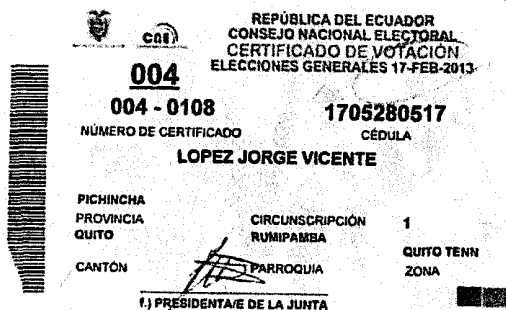 REPÚBLICA DEL ECUADOR
CONSEJO NACIONAL ELECTORAL
CERTIFICADO DE VOTACIÓN
ELECCIONES GENERALES 17-FEB-2013
cne
004
004 - 0108
1705280517
NÚMERO DE CERTIFICADO
CÉDULA
LOPEZ JORGE VICENTE
PICHINCHA
PROVINCIA
CIRCUNSCRIPCIÓN
1
QUITO
RUMIPAMBA
QUITO TENN
CANTÓN
PARROQUIA
ZONA
f.) PRESIDENTA/E DE LA JUNTA